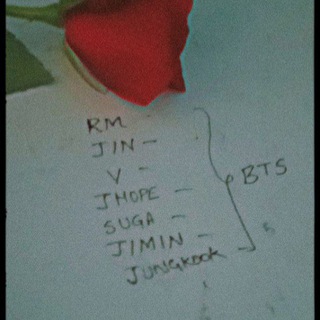 RM
JIN -
V -
JHOPE -
SUGA -
JIMIN -
JUNGKOOK
BTS